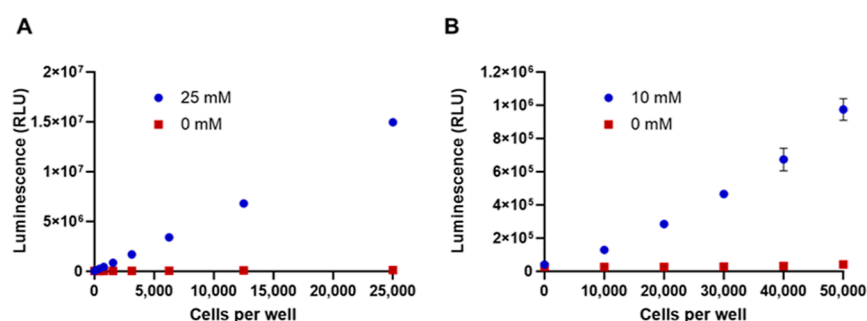 A
Luminescence (RLU)
2×10⁷
1.5×10⁷
1×10⁷
5×10⁶
0
25 mM
0 mM
0
5,000
10,000
15,000
20,000
25,000
Cells per well
B
Luminescence (RLU)
1.2×10⁶
1×10⁶
8×10⁵
6×10⁵
4×10⁵
2×10⁵
0
10 mM
0 mM
0
10,000
20,000
30,000
40,000
50,000
Cells per well